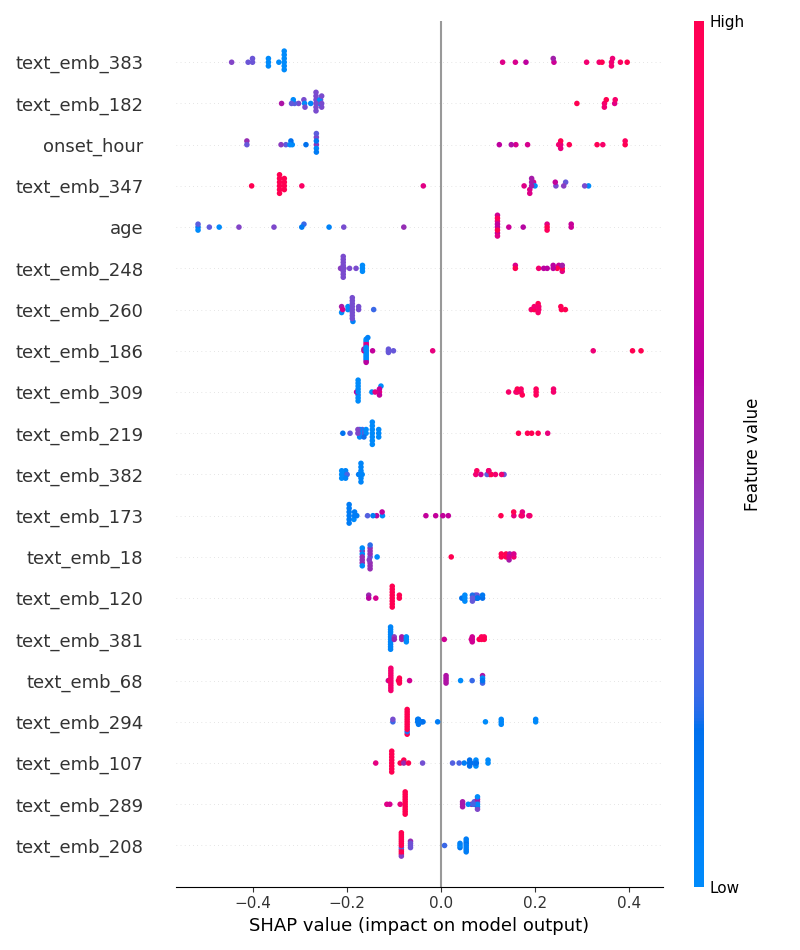 High
text_emb_383
text_emb_182
onset_hour
text_emb_347
age
text_emb_248
text_emb_260
text_emb_186
text_emb_309
text_emb_219
text_emb_382
text_emb_173
text_emb_18
text_emb_120
text_emb_381
text_emb_68
text_emb_294
text_emb_107
text_emb_289
text_emb_208
Feature value
Low
−0.4 −0.2 0.0 0.2 0.4
SHAP value (impact on model output)